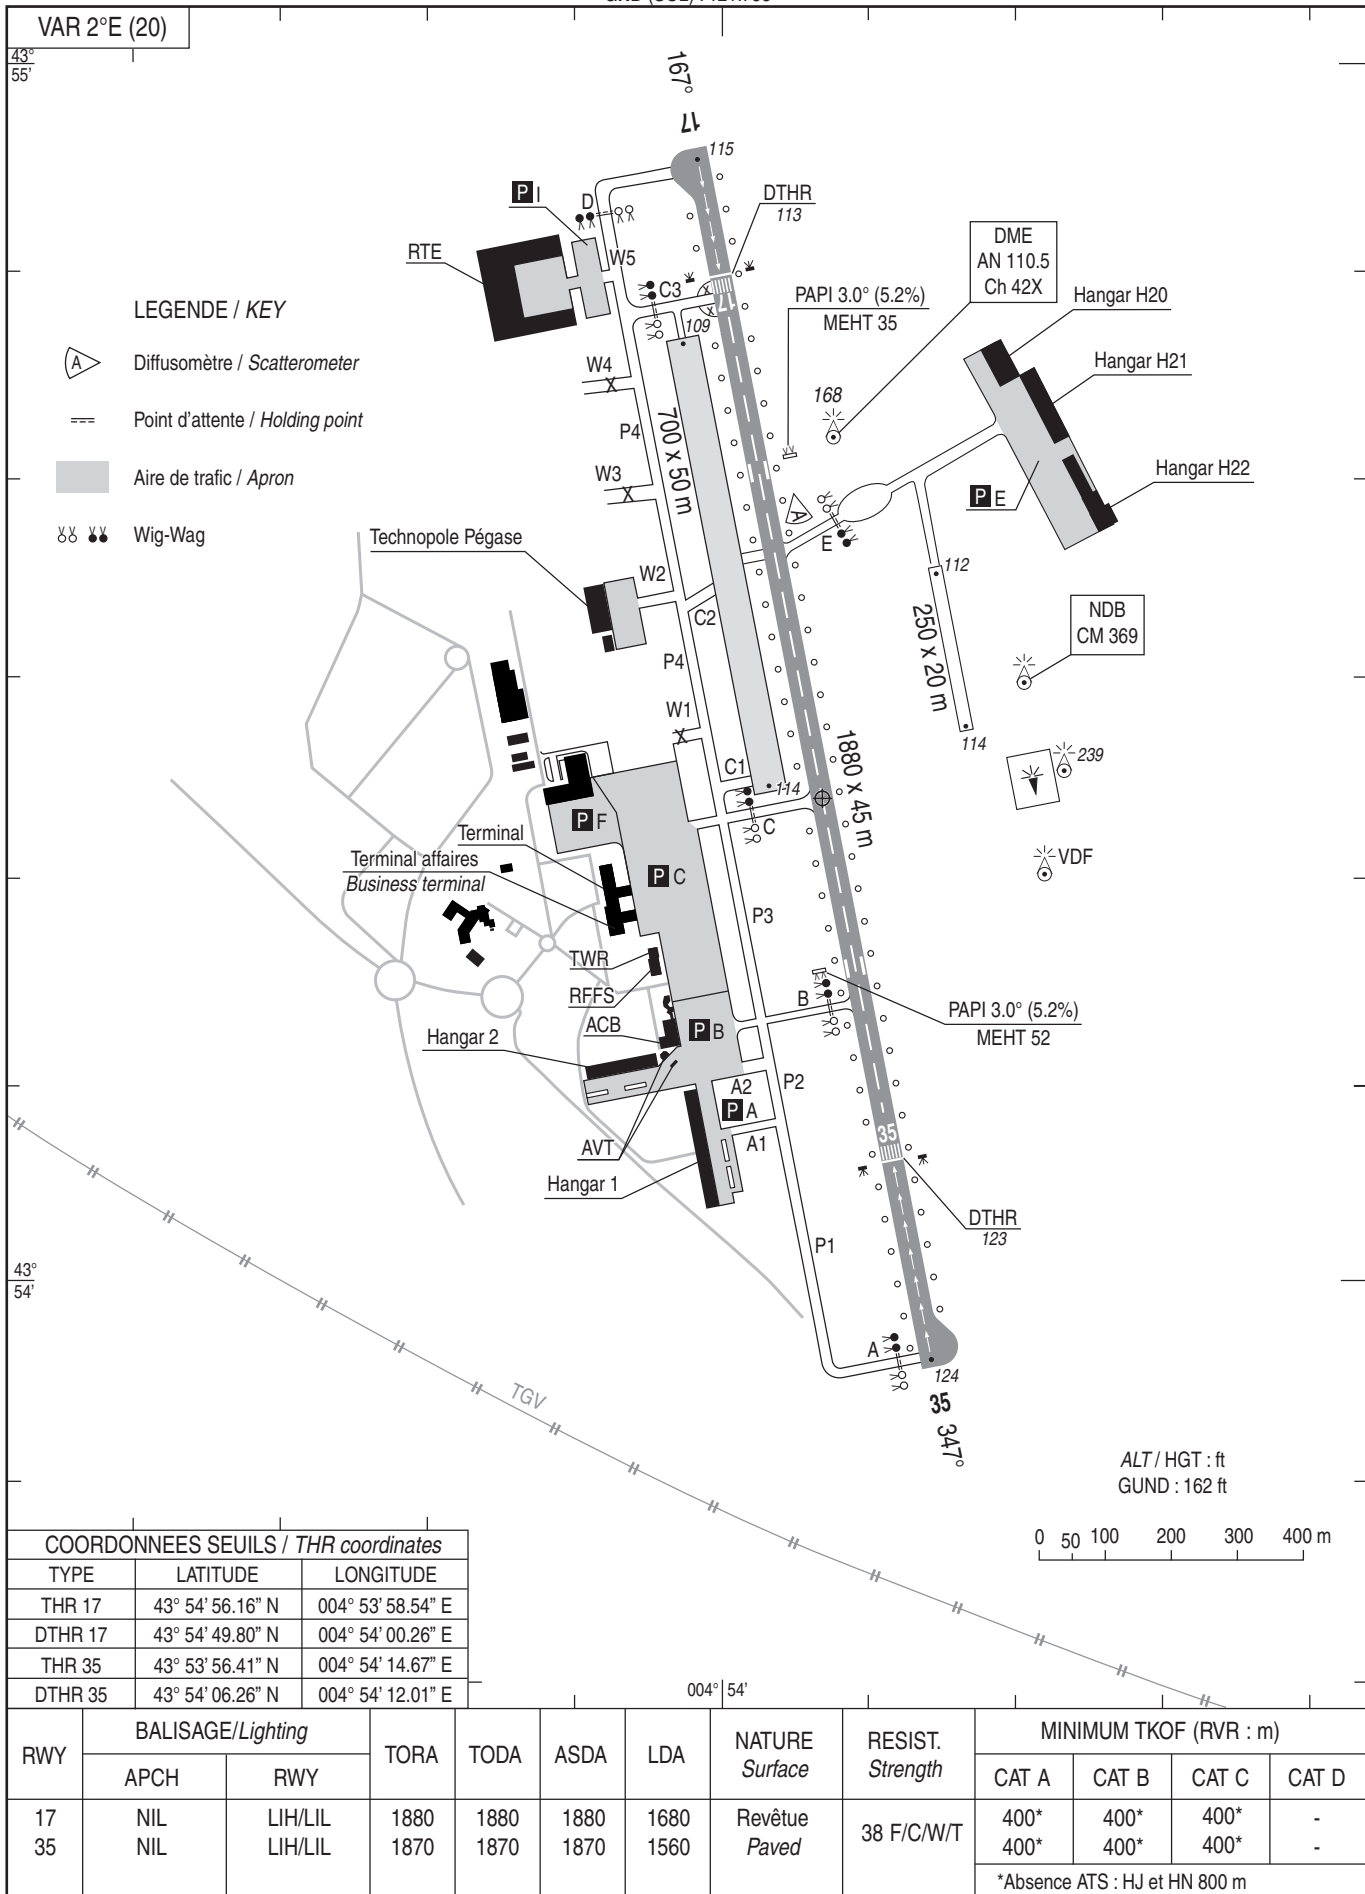 VAR 2°E (20)
43°
55'
167°
17
115
DTHR
113
P I
D
RTE
W5
C3
109
DME
AN 110.5
Ch 42X
PAPI 3.0° (5.2%)
MEHT 35
Hangar H20
Hangar H21
Hangar H22
LEGENDE / KEY
A Diffusomètre / Scatterometer
Point d'attente / Holding point
Aire de trafic / Apron
Wig-Wag
17
W4
P4
W3
700 x 50 m
168
A
E
P E
Technopole Pégase
W2
C2
P4
112
250 x 20 m
114
NDB
CM 369
W1
C1
114
1880 x 45 m
239
C
VDF
P F
Terminal
Terminal affaires
Business terminal
P C
P3
TWR
RFFS
B
PAPI 3.0° (5.2%)
MEHT 52
ACB
P B
Hangar 2
A2
P A
P2
A1
AVT
Hangar 1
35
DTHR
123
P1
43°
54'
A
124
35
347°
TGV
ALT / HGT : ft
GUND : 162 ft
0 50 100 200 300 400 m
COORDONNEES SEUILS / THR coordinates
TYPE LATITUDE LONGITUDE
THR 17 43° 54' 56.16" N 004° 53' 58.54" E
DTHR 17 43° 54' 49.80" N 004° 54' 00.26" E
THR 35 43° 53' 56.41" N 004° 54' 14.67" E
DTHR 35 43° 54' 06.26" N 004° 54' 12.01" E
004° 54'
RWY BALISAGE/Lighting TORA TODA ASDA LDA NATURE Surface RESIST. Strength MINIMUM TKOF (RVR : m)
APCH RWY CAT A CAT B CAT C CAT D
17 NIL LIH/LIL 1880 1880 1880 1680 Revêtue 38 F/C/W/T 400* 400* 400* -
35 NIL LIH/LIL 1870 1870 1870 1560 Paved 400* 400* 400* -
*Absence ATS : HJ et HN 800 m